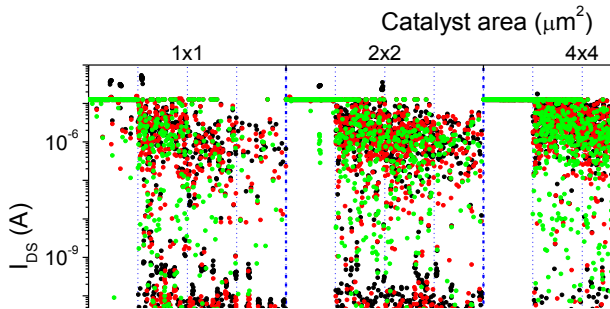 Catalyst area (μm²)
1x1 2x2 4x4
10⁻⁶
10⁻⁹
I_DS (A)